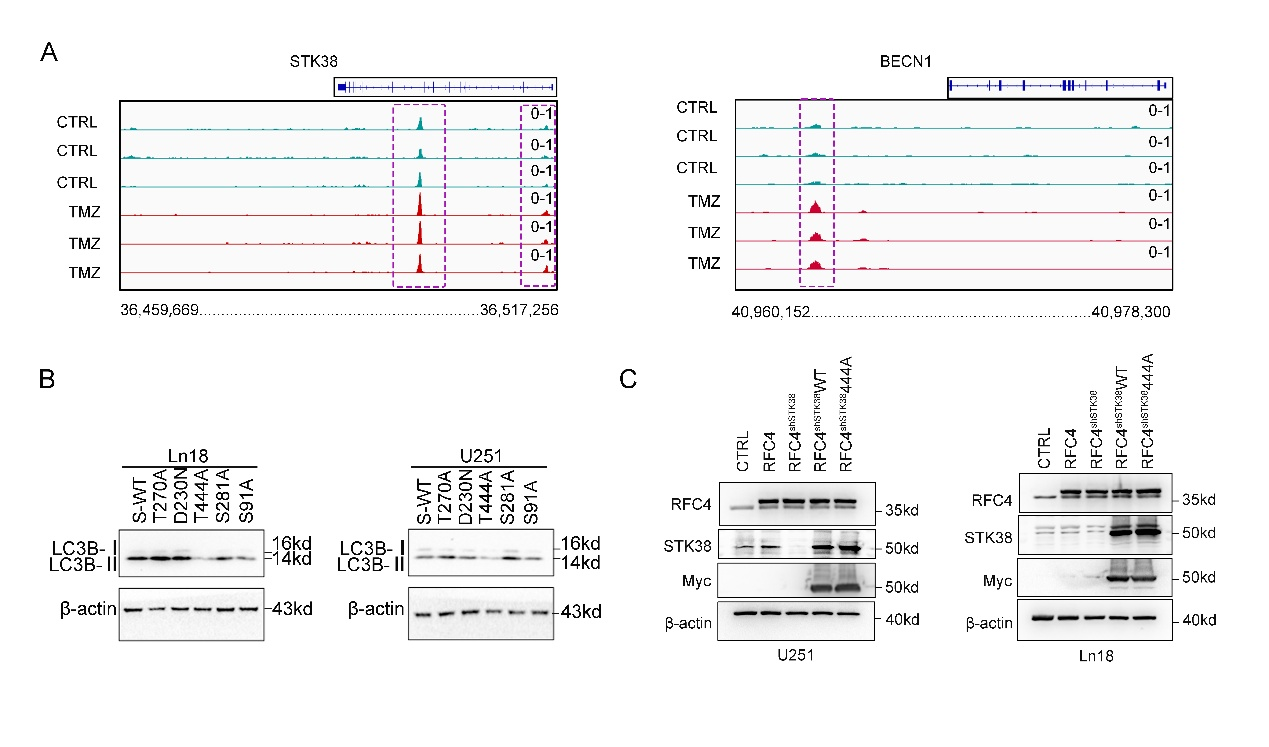 A
STK38
CTRL 0-1
CTRL 0-1
CTRL 0-1
TMZ 0-1
TMZ 0-1
TMZ 0-1
36,459,669 36,517,256
BECN1
CTRL 0-1
CTRL 0-1
CTRL 0-1
TMZ 0-1
TMZ 0-1
TMZ 0-1
40,960,152 40,978,300
B
Ln18
S-WT T270A D230N T444A S281A S91A
LC3B- I 16kd
LC3B- II 14kd
β-actin 43kd
U251
S-WT T270A D230N T444A S281A S91A
LC3B- I 16kd
LC3B- II 14kd
β-actin 43kd
C
CTRL RFC4 RFC4shSTK38 RFC4shSTK38WT RFC4shSTK38444A
RFC4 35kd
STK38 50kd
Myc 50kd
β-actin 40kd
U251
CTRL RFC4 RFC4shSTK38 RFC4shSTK38WT RFC4shSTK38444A
RFC4 35kd
STK38 50kd
Myc 50kd
β-actin 40kd
Ln18